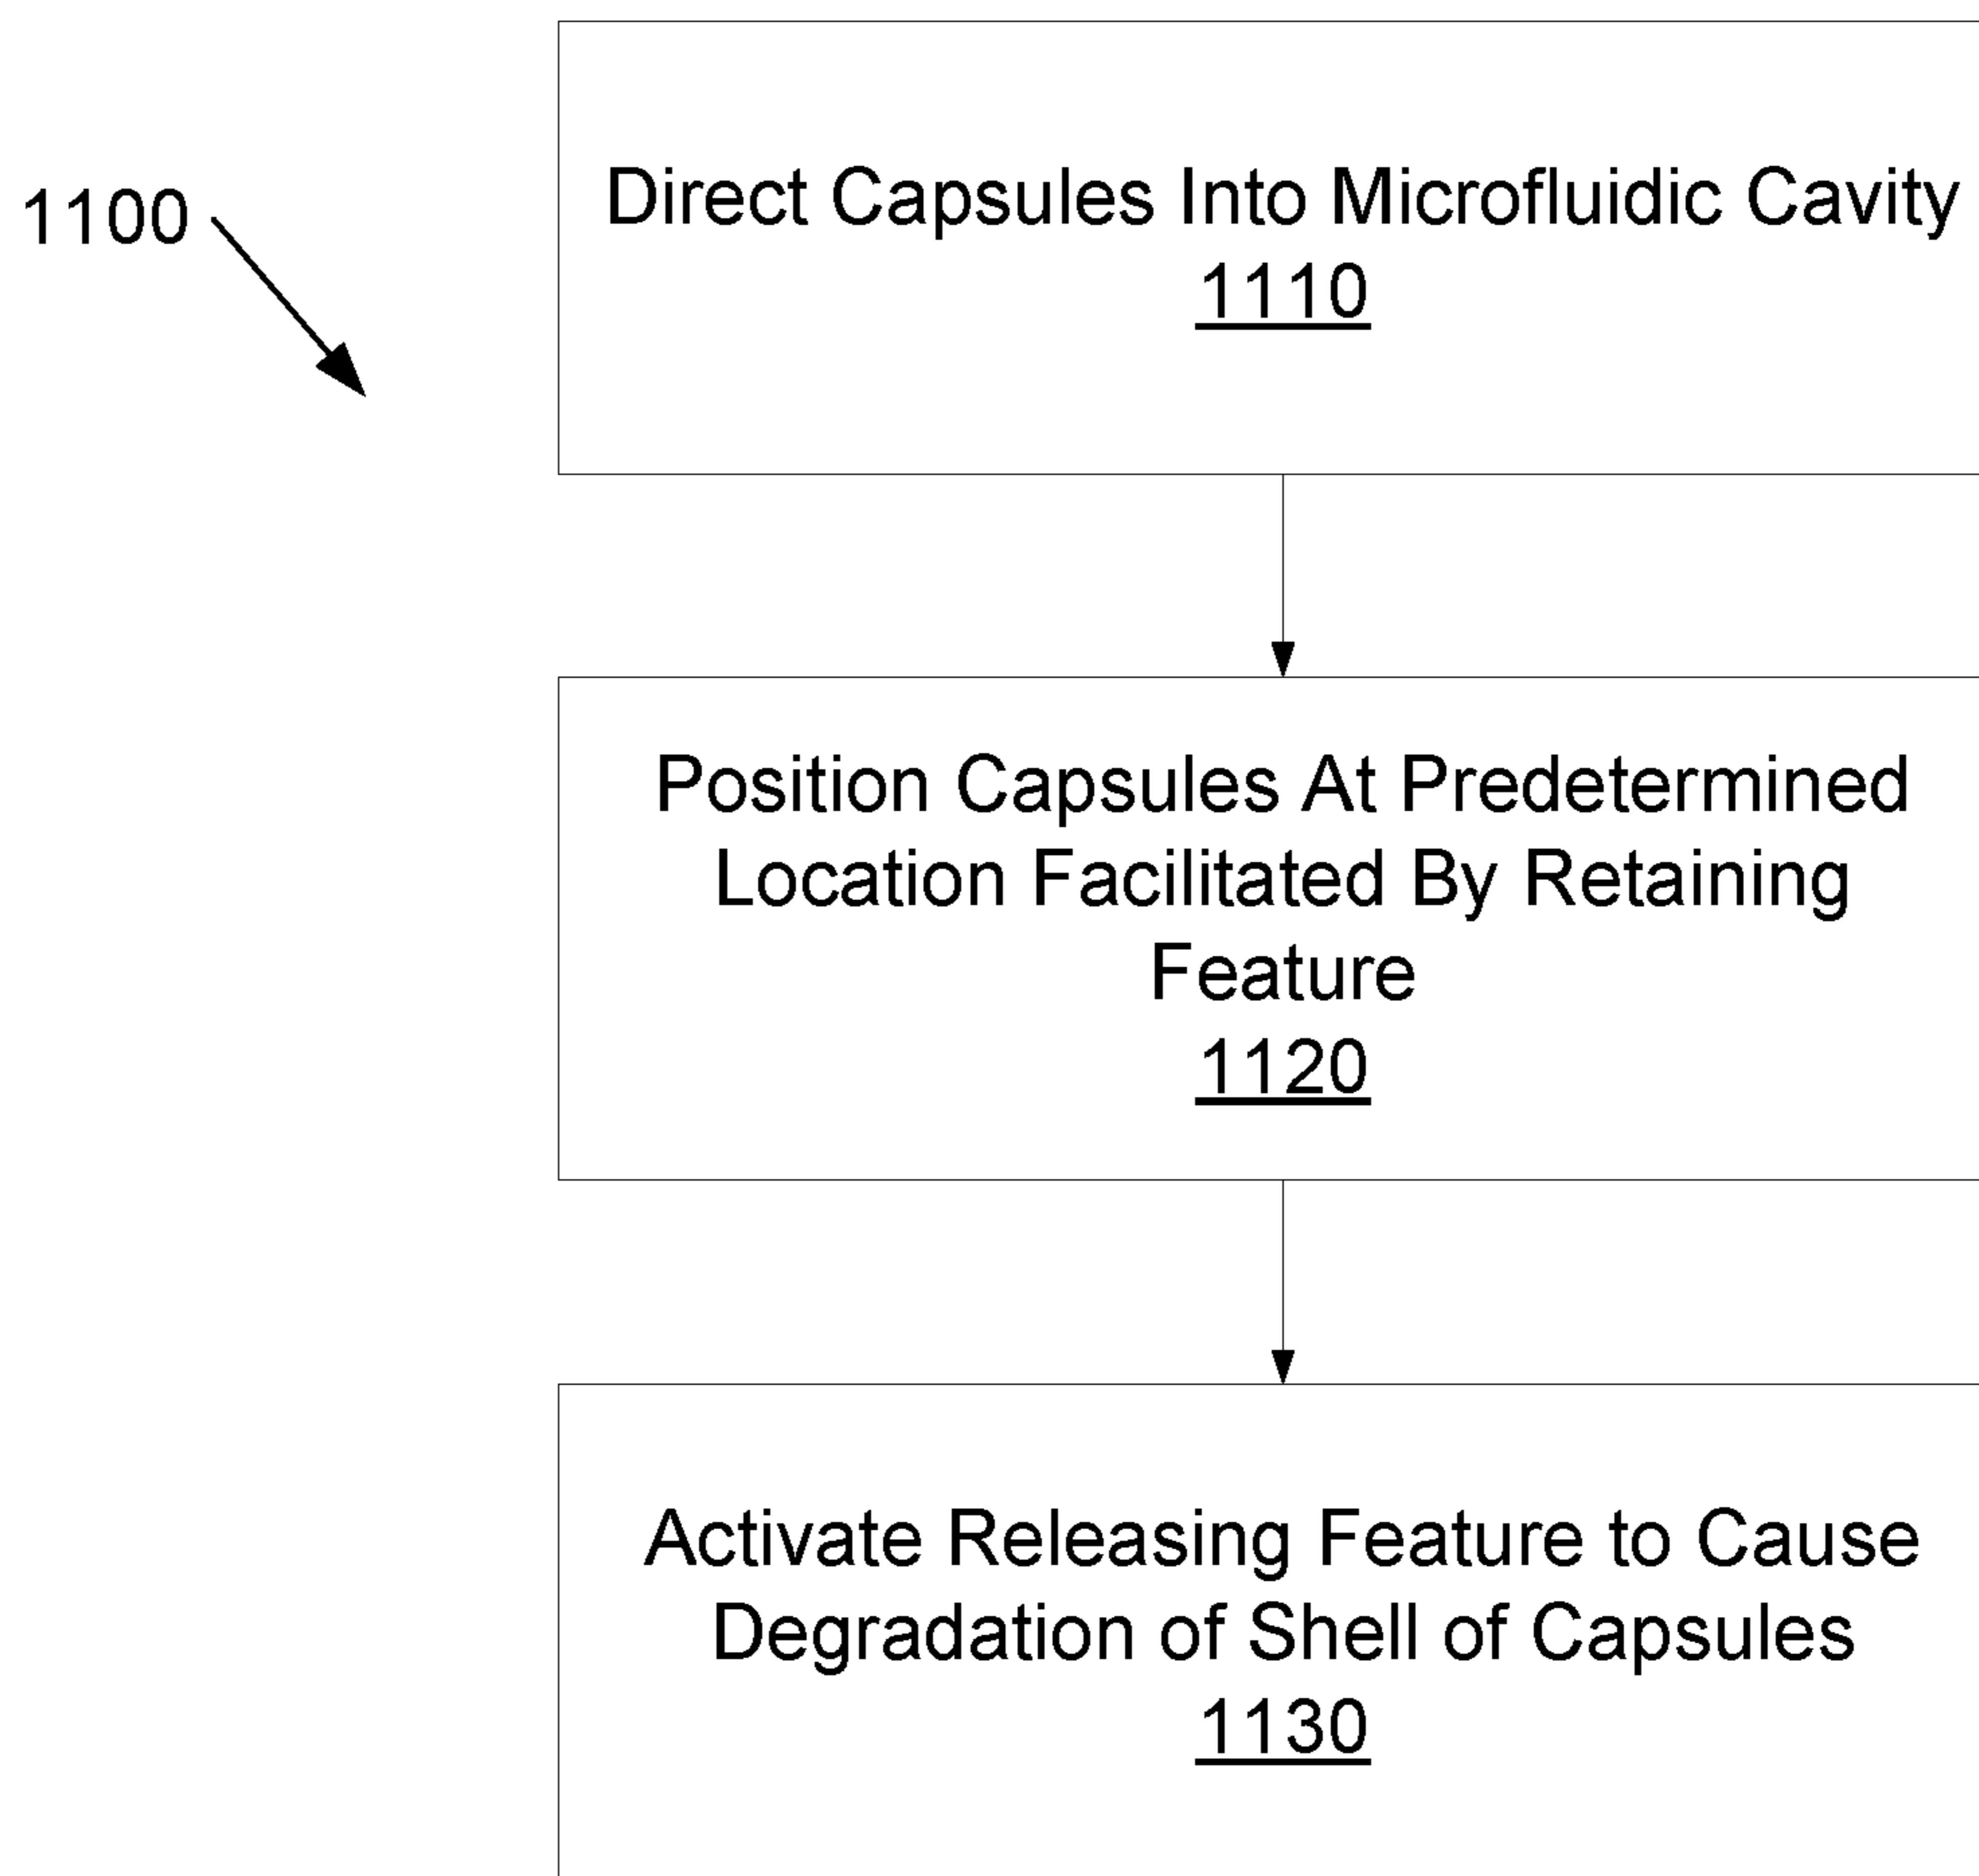 1100
Direct Capsules Into Microfluidic Cavity
1110
Position Capsules At Predetermined
Location Facilitated By Retaining
Feature
1120
Activate Releasing Feature to Cause
Degradation of Shell of Capsules
1130